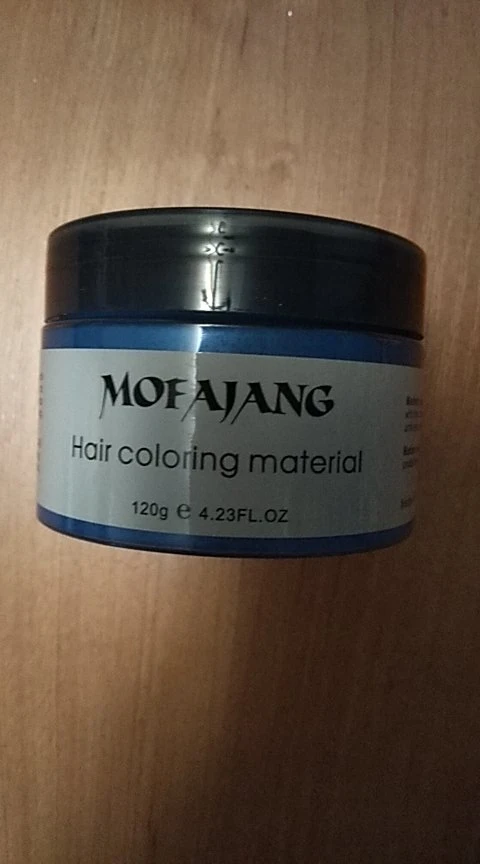 MOFAJANG
Hair coloring material
120g ℮ 4.23FL.OZ